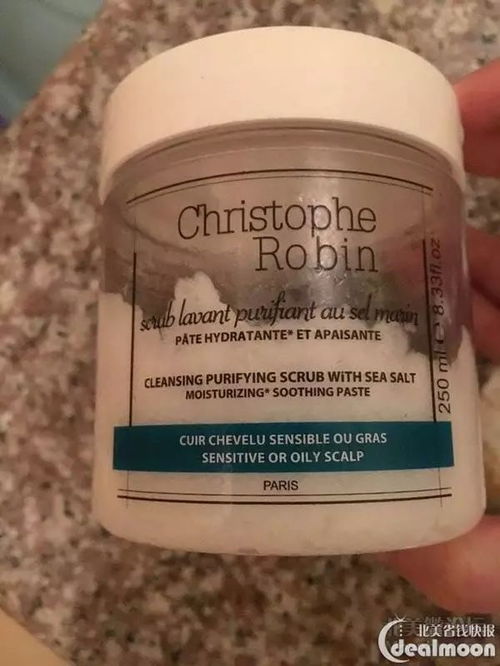 Christophe
Robin
scrub lavant purifiant au sel marin
PÂTE HYDRATANTE* ET APAISANTE
CLEANSING PURIFYING SCRUB WiTH SEA SALT
MOISTURIZING* SOOTHING PASTE
250 ml e 8.33fl.oz
CUIR CHEVELU SENSIBLE OU GRAS
SENSITIVE OR OILY SCALP
PARIS
北美省钱快报
dealmoon